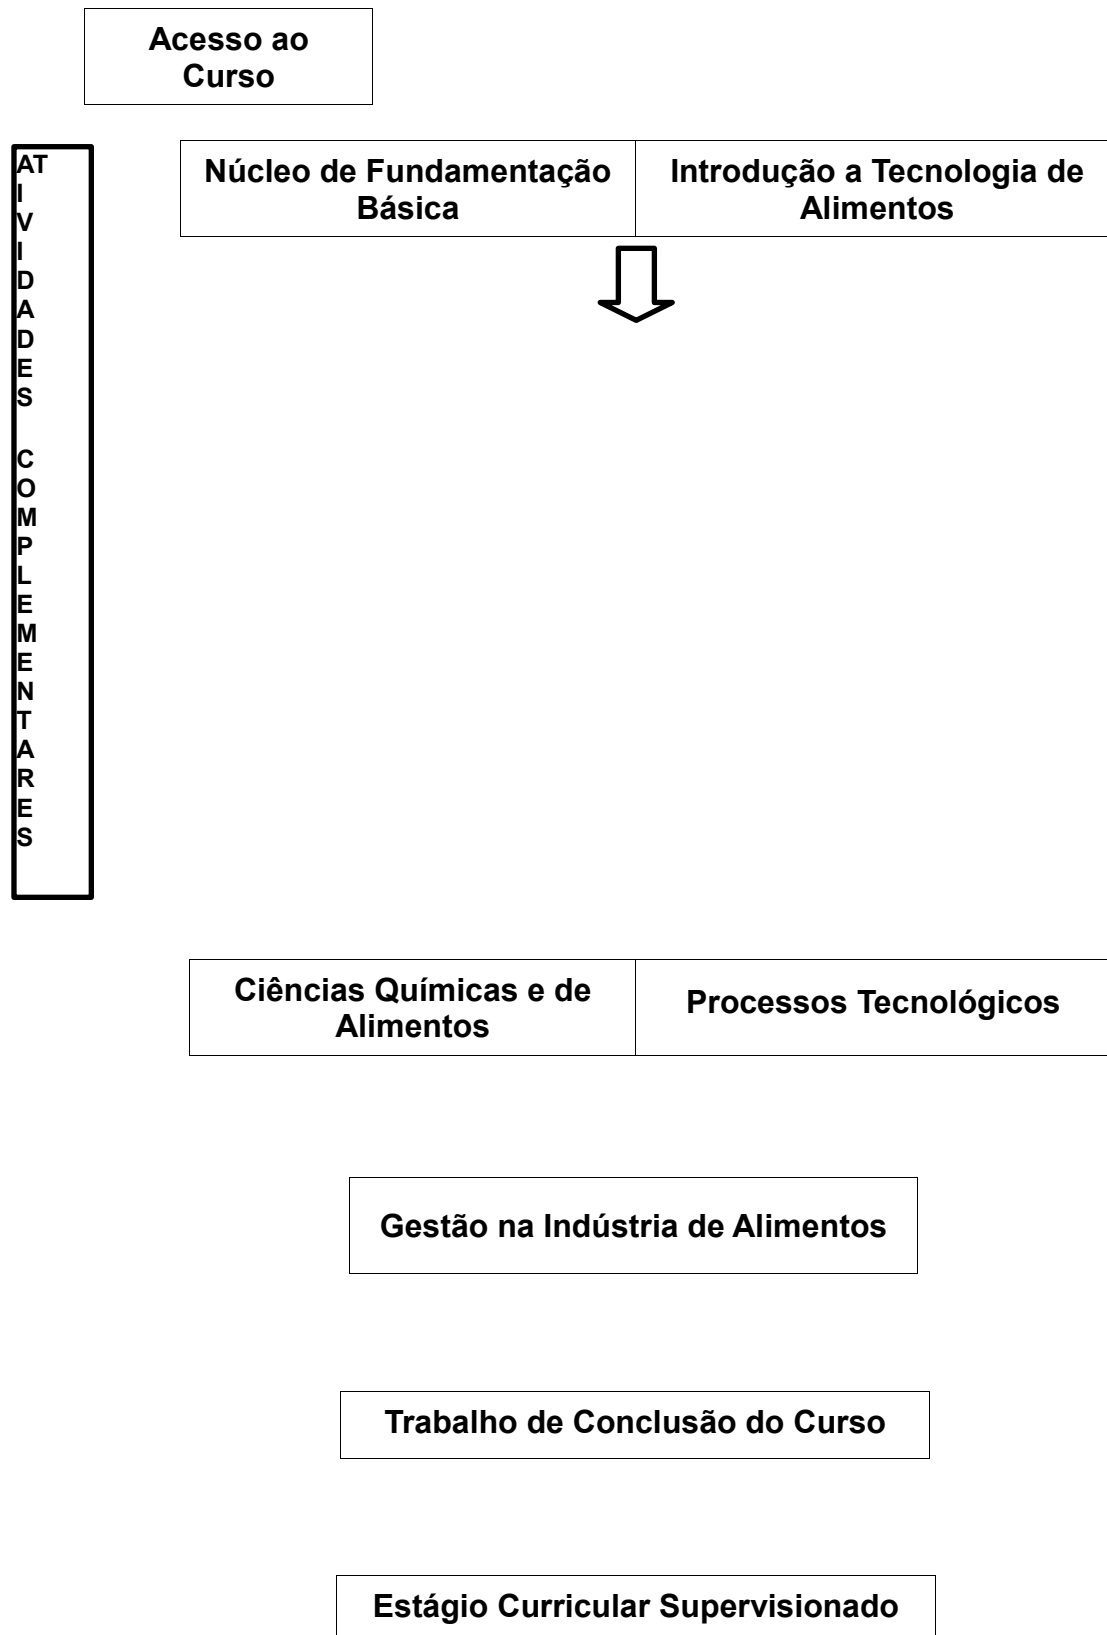 Acesso ao
Curso
AT
I
V
I
D
A
D
E
S
C
O
M
P
L
E
M
E
N
T
A
R
E
S
Núcleo de Fundamentação
Básica
Introdução a Tecnologia de
Alimentos
Ciências Químicas e de
Alimentos
Processos Tecnológicos
Gestão na Indústria de Alimentos
Trabalho de Conclusão do Curso
Estágio Curricular Supervisionado